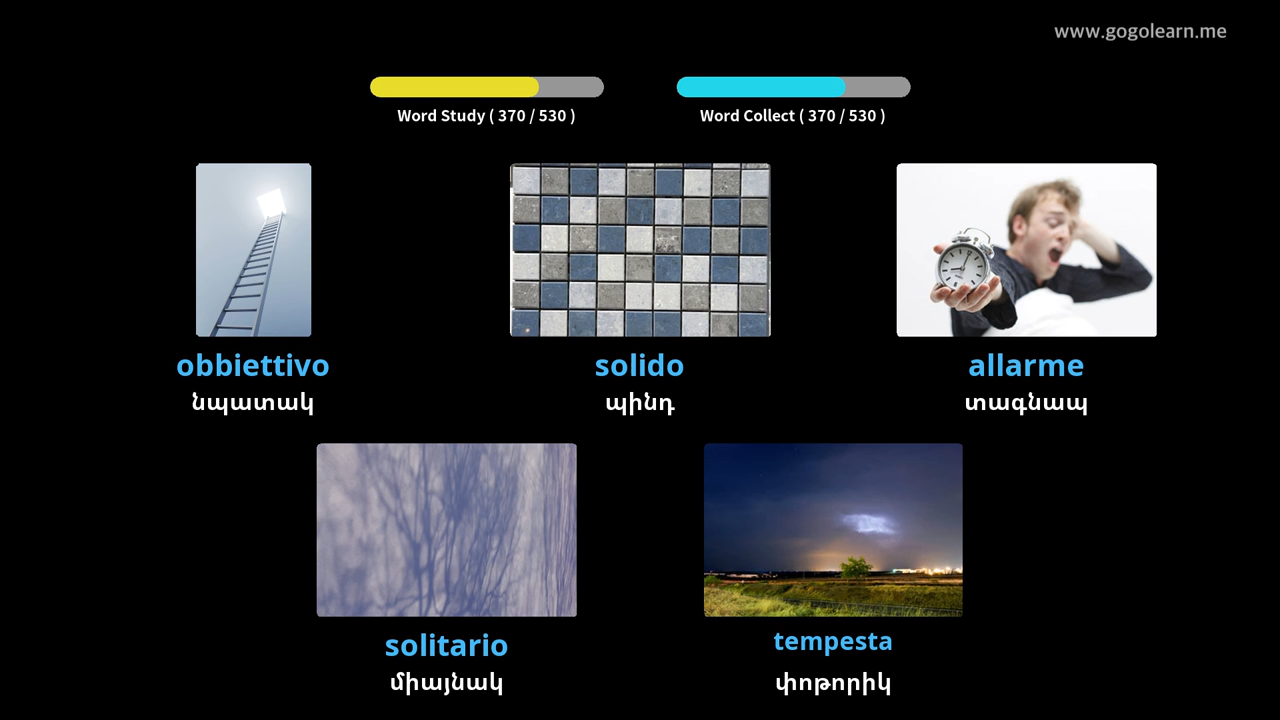 www.gogolearn.me
Word Study ( 370 / 530 )
Word Collect ( 370 / 530 )
obbiettivo
նպատակ
solido
պինդ
allarme
տագնապ
solitario
միայնակ
tempesta
փոթորիկ